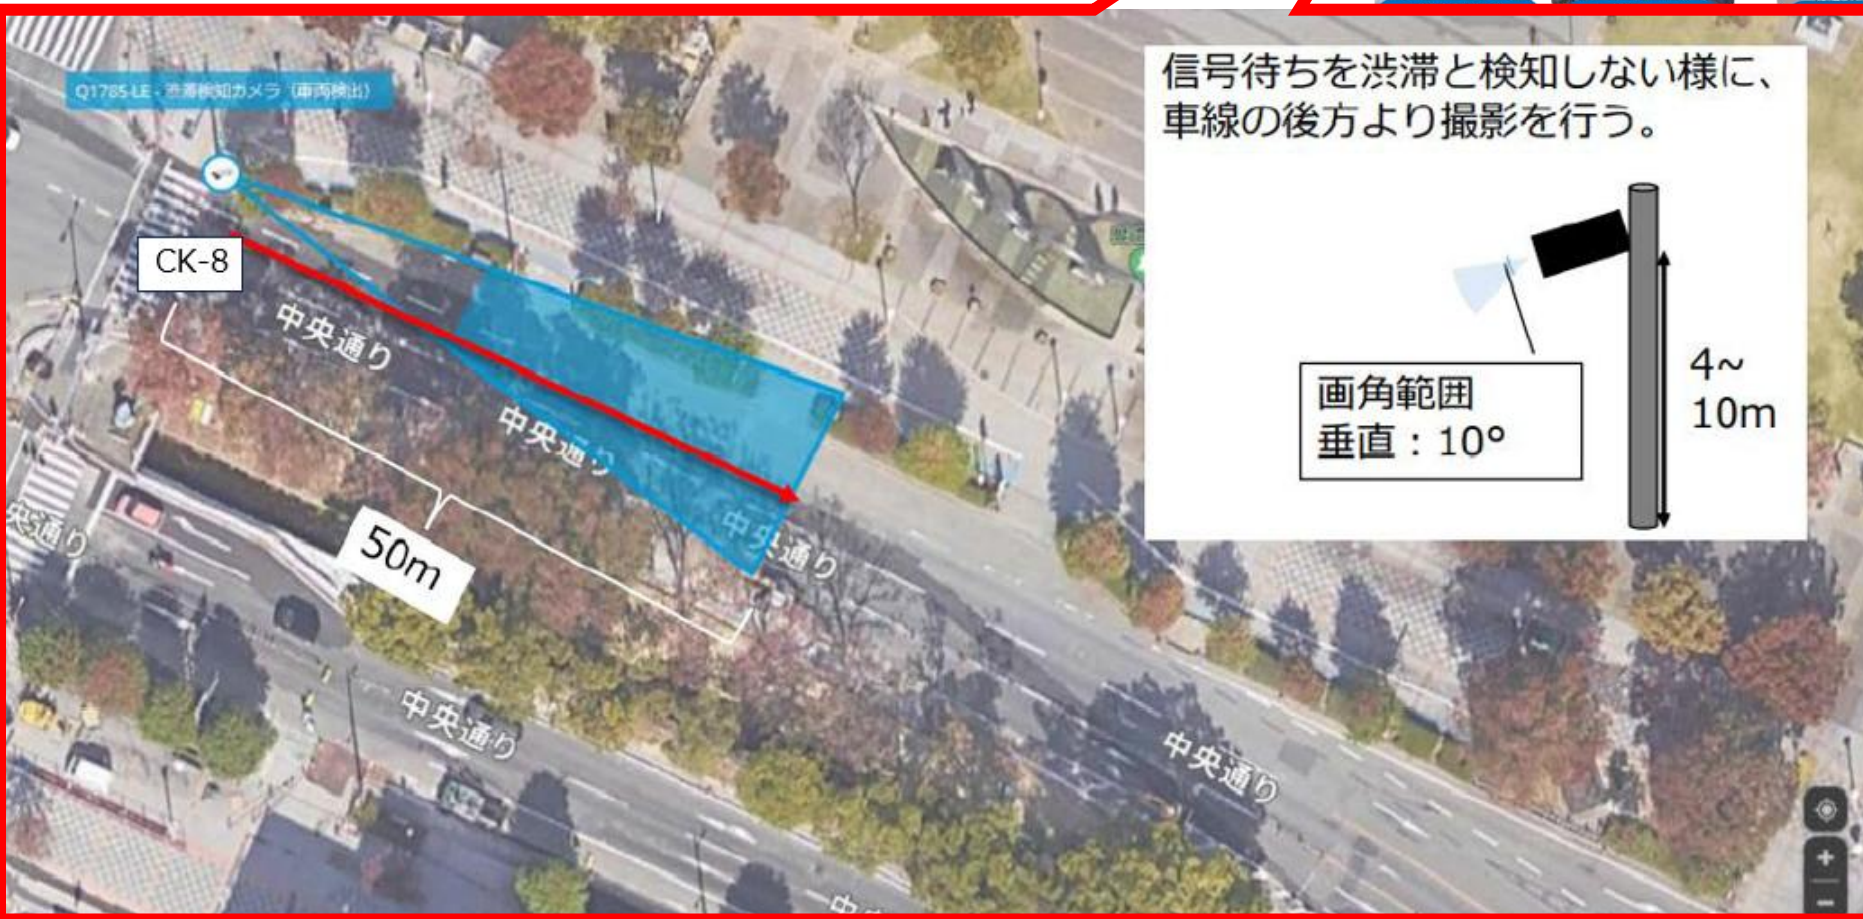 Q1785-LE - 渋滞検知カメラ（車両検出）
信号待ちを渋滞と検知しない様に、
車線の後方より撮影を行う。
CK-8
中央通り
中央通り
中央通り
画角範囲
垂直：10°
4~
10m
50m
央通り
中央通り
中央通り